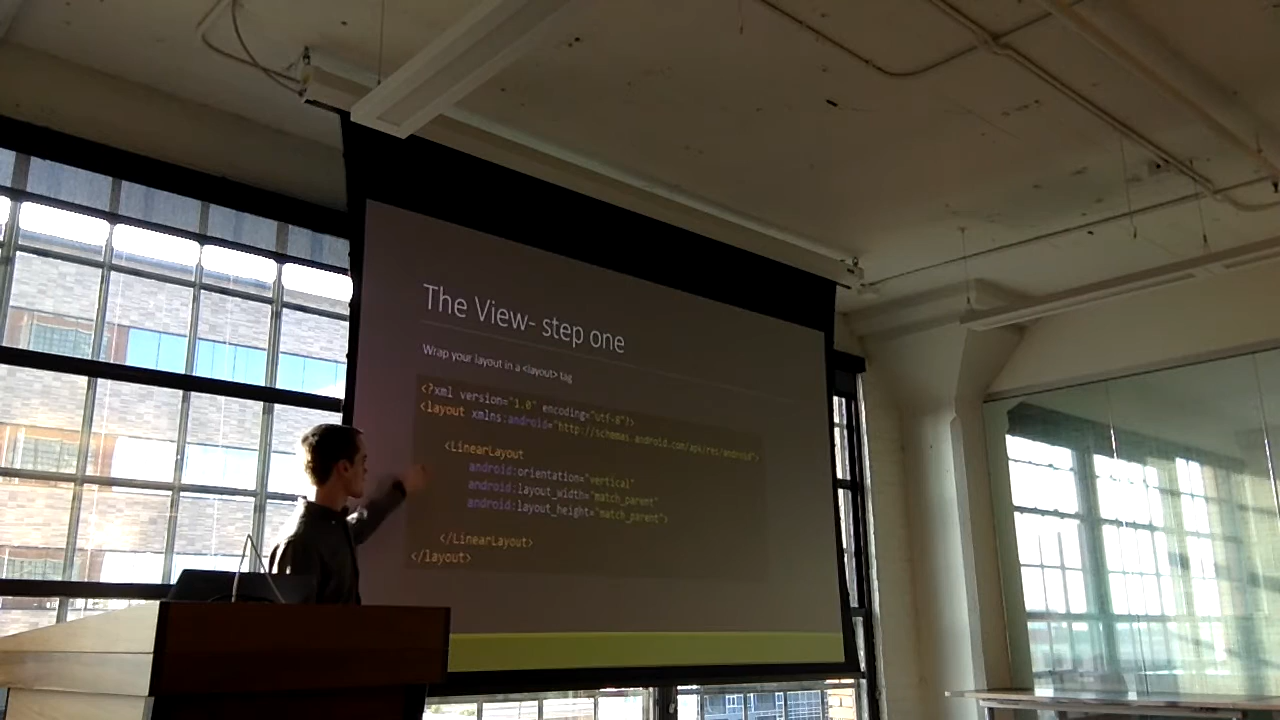 The View- step one
Wrap your layout in a <layout> tag
<?xml version="1.0" encoding="utf-8"?>
<layout xmlns:android="http://schemas.android.com/apk/res/android">
<LinearLayout
android:orientation="vertical"
android:layout_width="match_parent"
android:layout_height="match_parent">
</LinearLayout>
</layout>